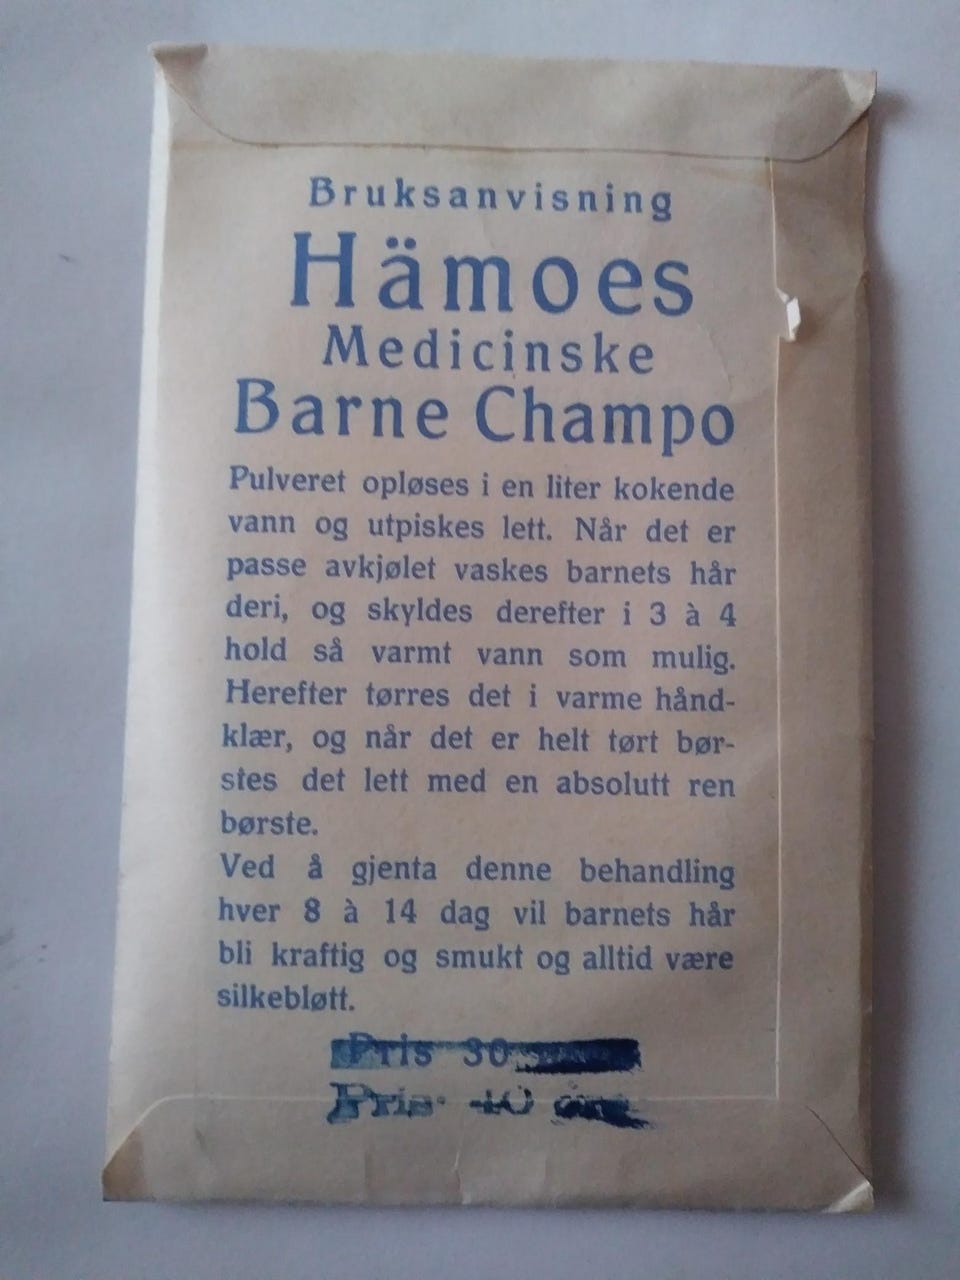 Bruksanvisning
Hämoes
Medicinske
Barne Champo
Pulveret opløses i en liter kokende
vann og utpiskes lett. Når det er
passe avkjølet vaskes barnets hår
deri, og skyldes derefter i 3 à 4
hold så varmt vann som mulig.
Herefter tørres det i varme hånd-
klær, og når det er helt tørt bør-
stes det lett med en absolutt ren
børste.
Ved å gjenta denne behandling
hver 8 à 14 dag vil barnets hår
bli kraftig og smukt og alltid være
silkebløtt.
Pris 30
Pris 40 øre